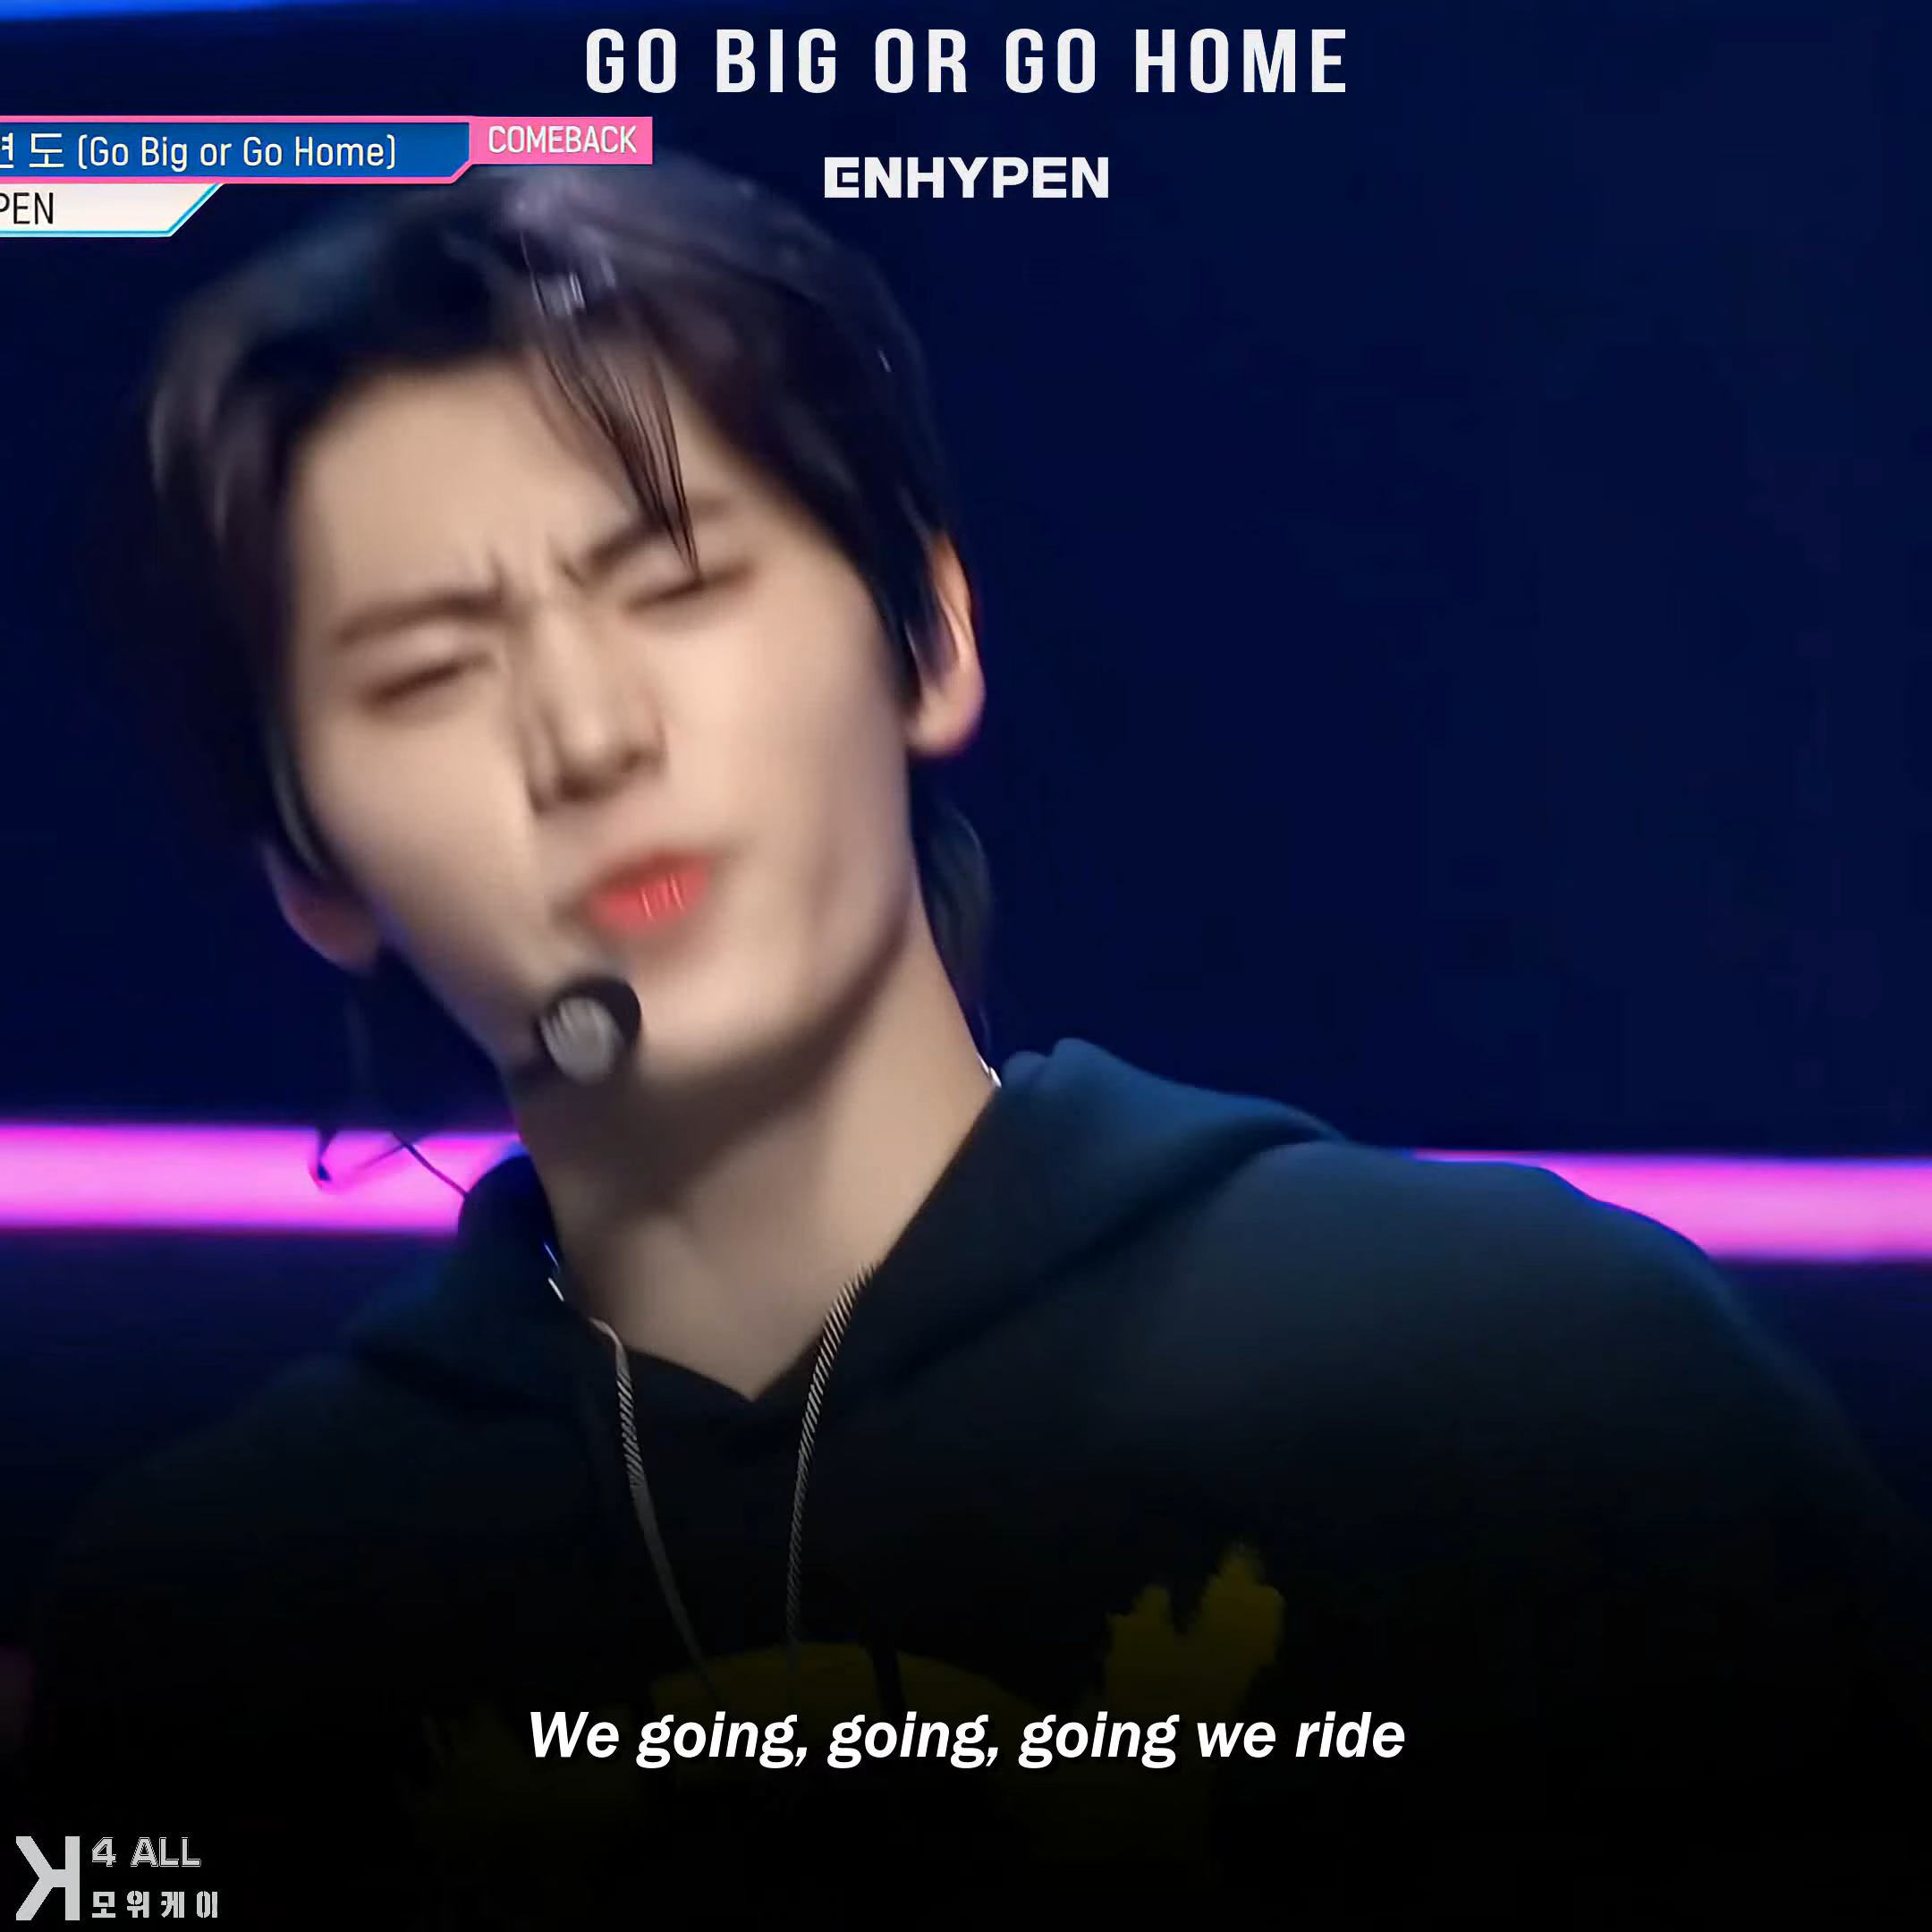 GO BIG OR GO HOME
도 (Go Big or Go Home)
COMEBACK
ENHYPEN
PEN
We going, going, going we ride
K 4 ALL
모위케이